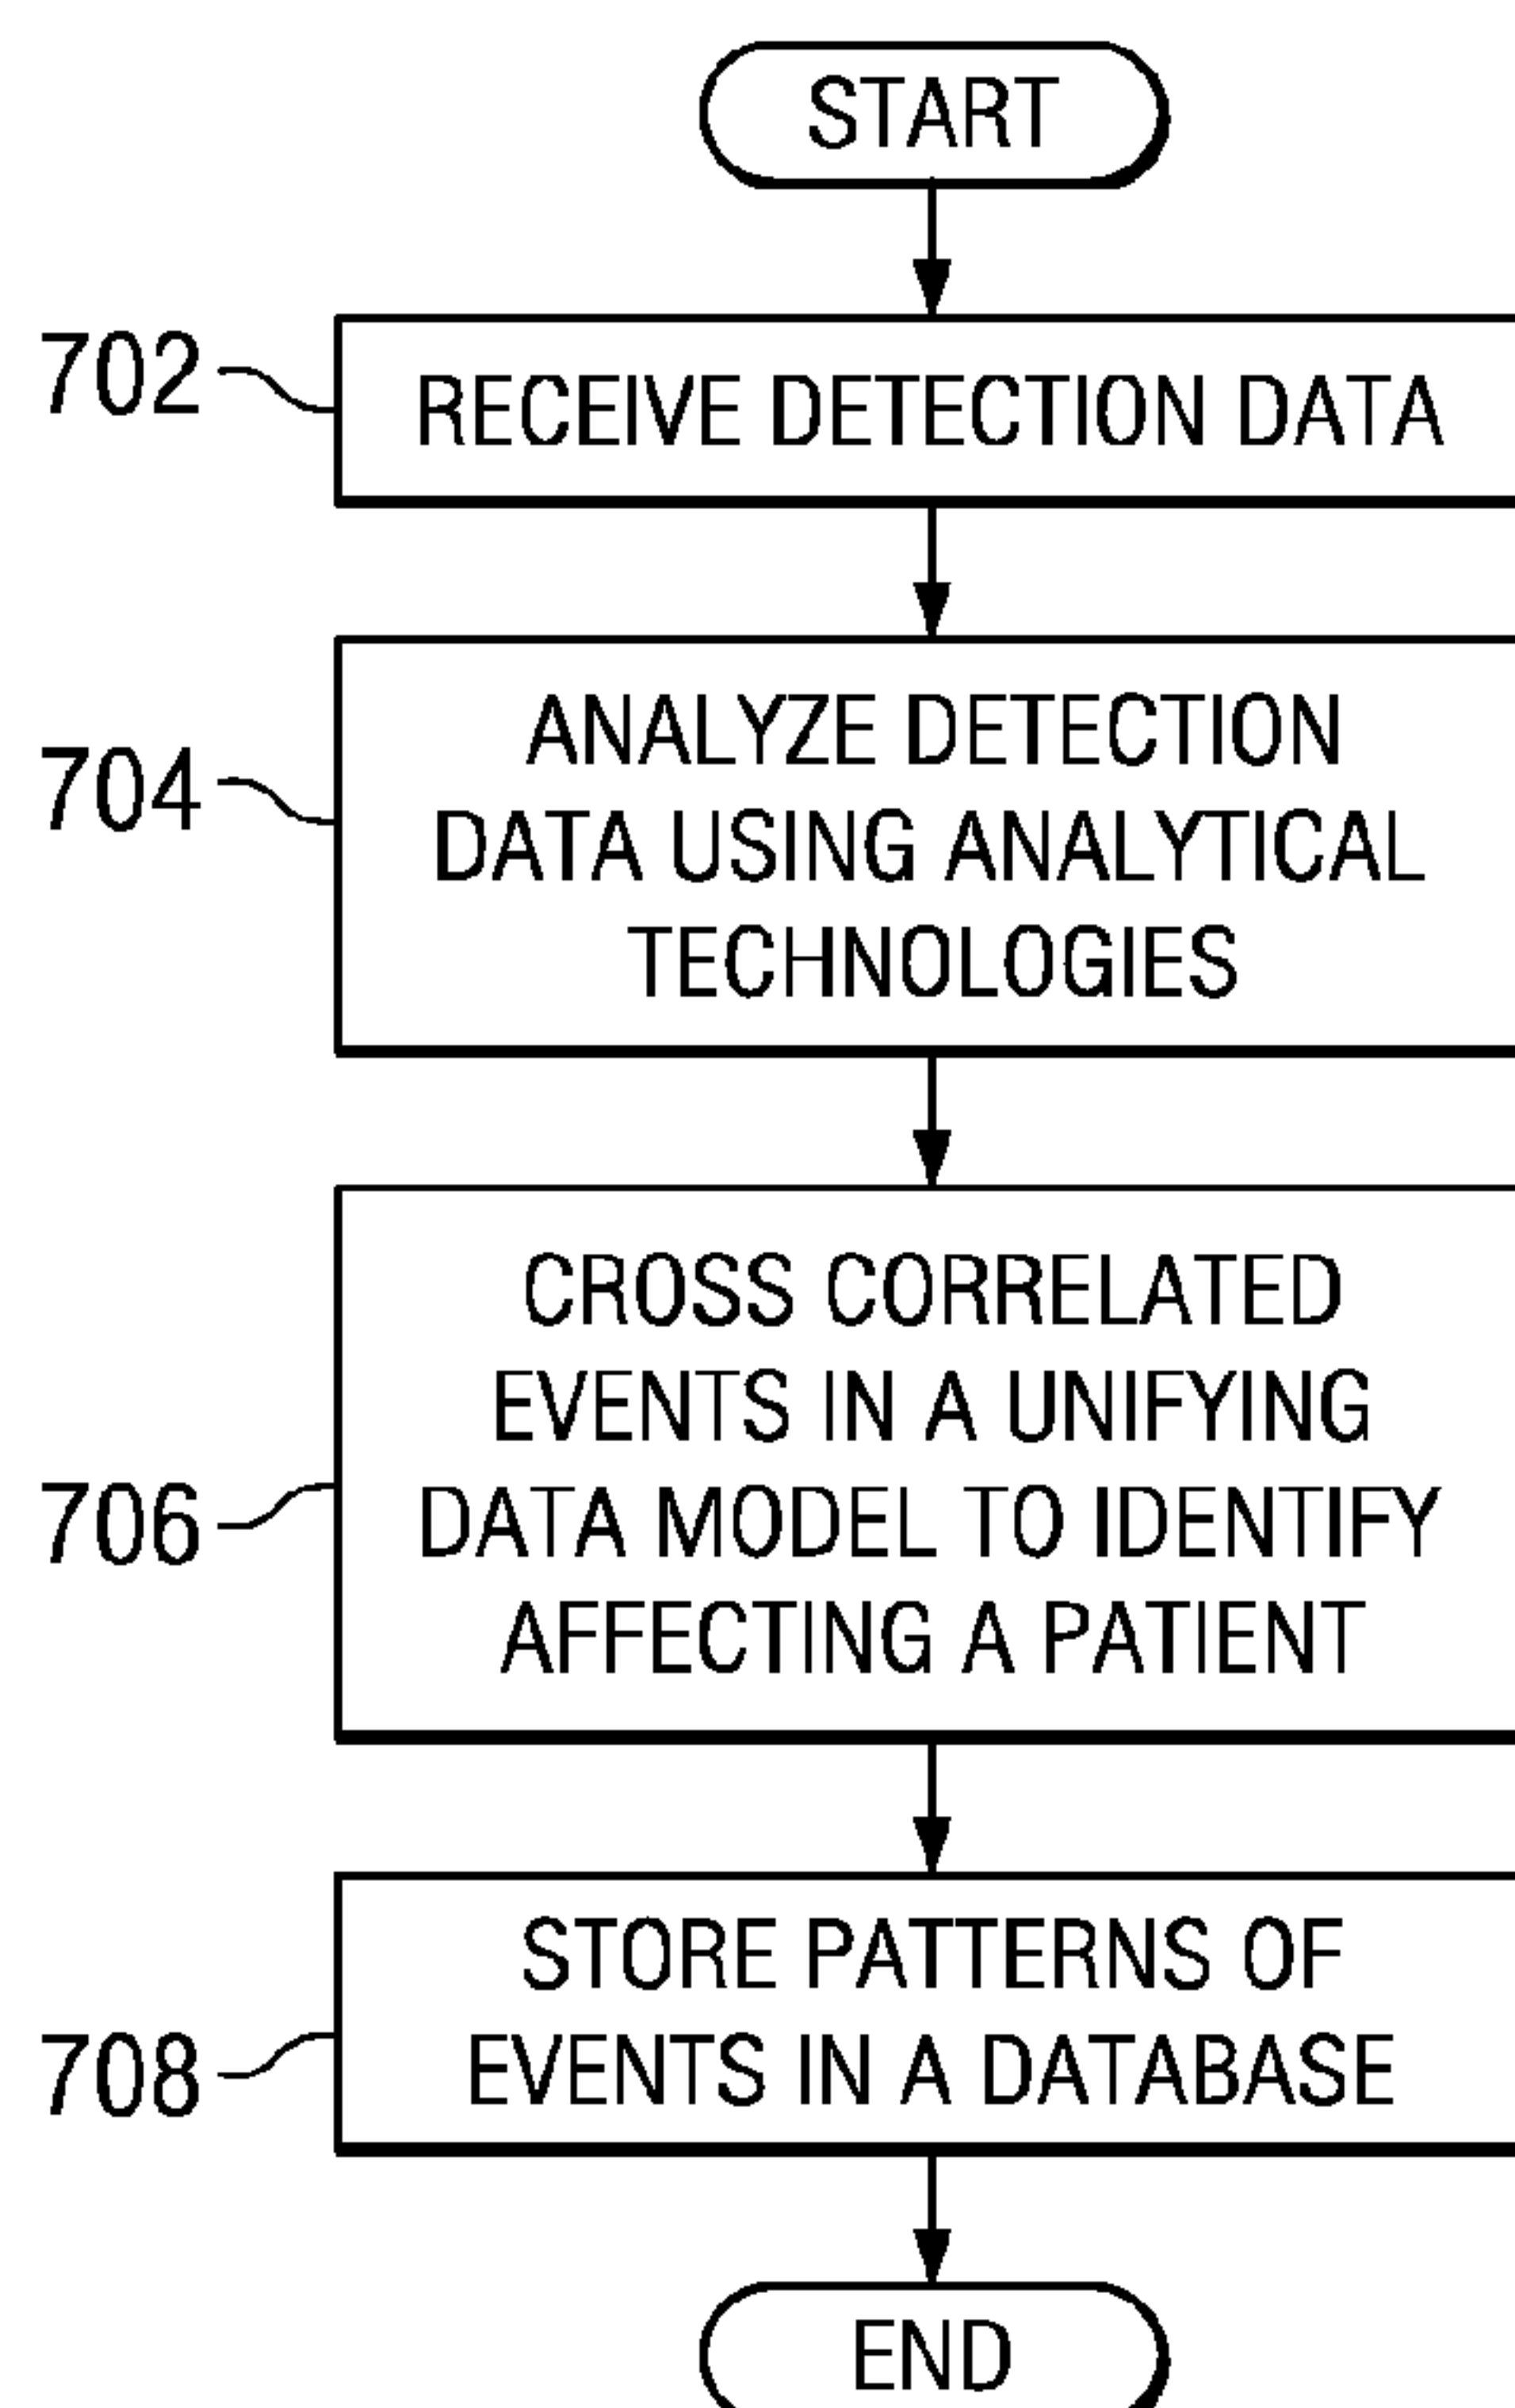 START
702
RECEIVE DETECTION DATA
704
ANALYZE DETECTION
DATA USING ANALYTICAL
TECHNOLOGIES
706
CROSS CORRELATED
EVENTS IN A UNIFYING
DATA MODEL TO IDENTIFY
AFFECTING A PATIENT
708
STORE PATTERNS OF
EVENTS IN A DATABASE
END